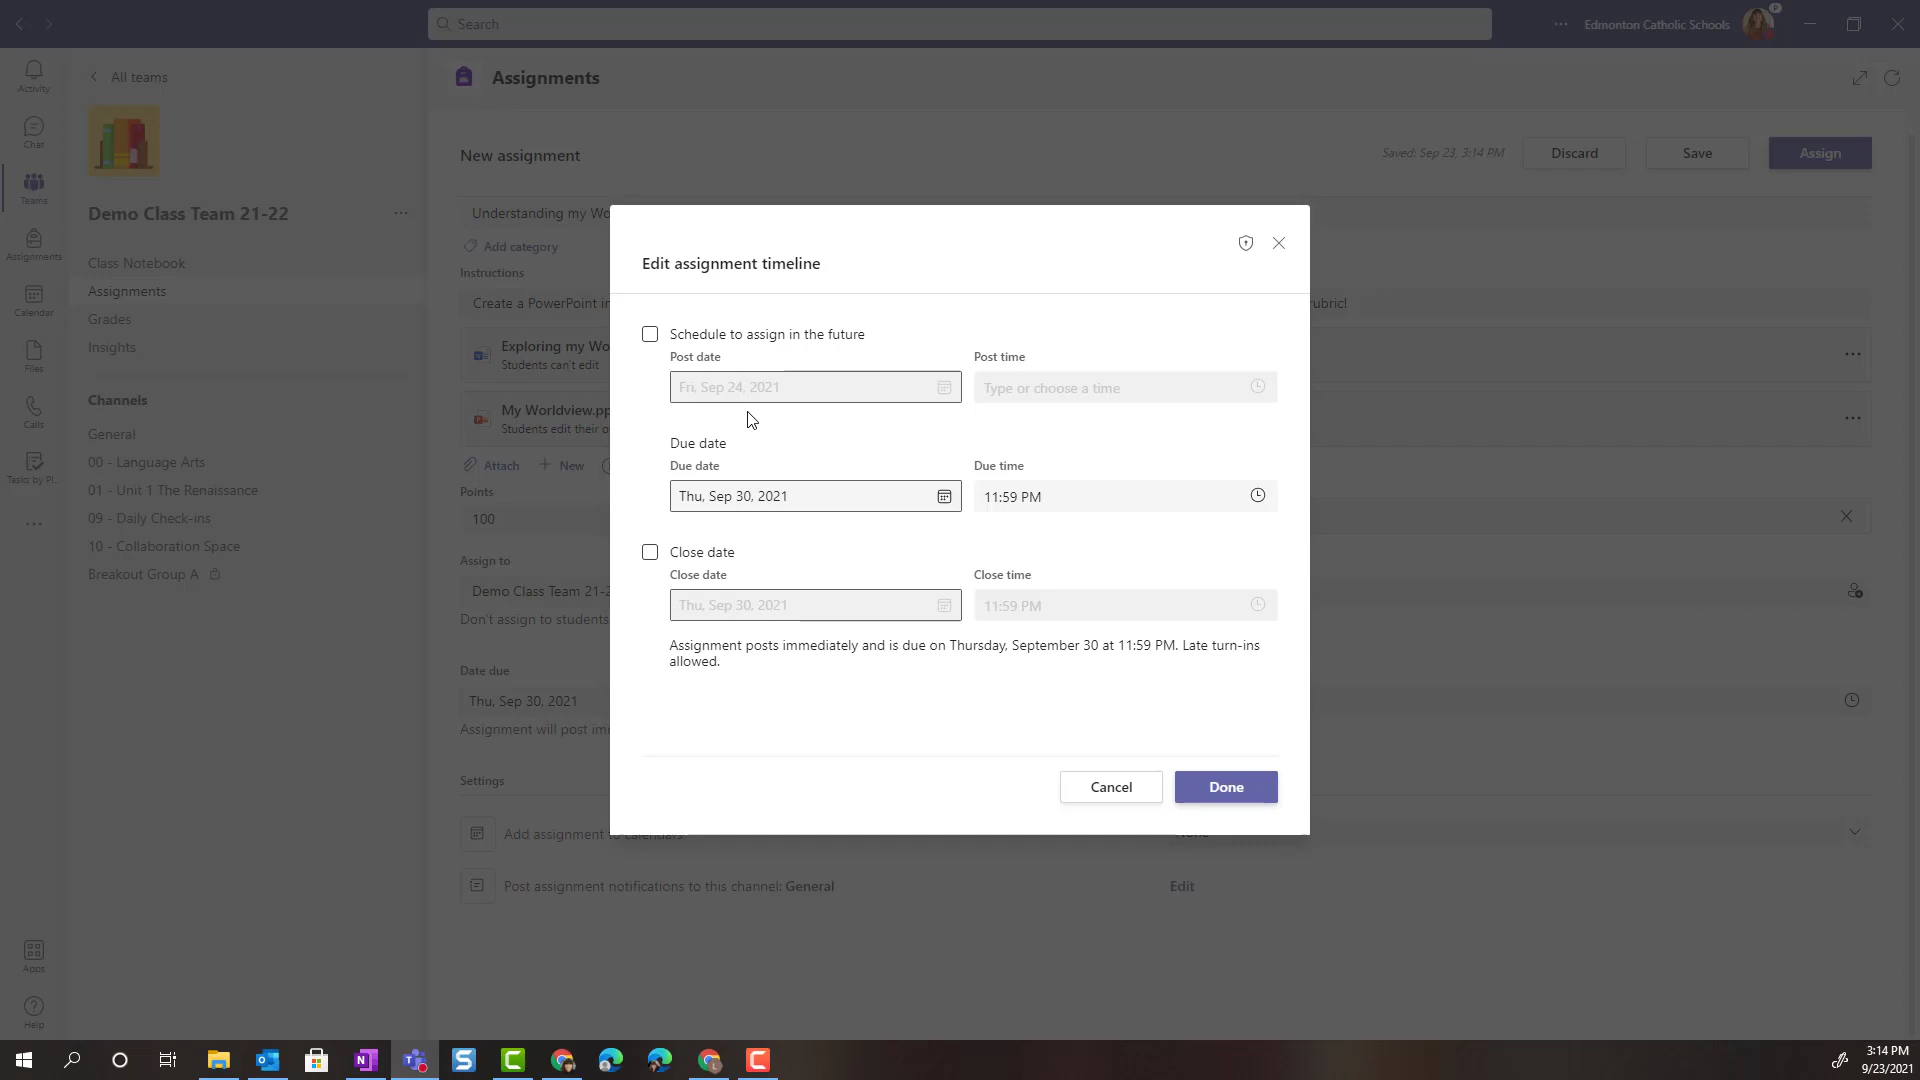 Search
Edmonton Catholic Schools
P
Activity
Chat
Teams
Assignments
Calendar
Files
Calls
Tasks by Pl...
Apps
Help
All teams
Demo Class Team 21-22
Class Notebook
Assignments
Grades
Insights
Channels
General
00 - Language Arts
01 - Unit 1 The Renaissance
09 - Daily Check-ins
10 - Collaboration Space
Breakout Group A
Assignments
New assignment
Saved: Sep 23, 3:14 PM
Discard
Save
Assign
Understanding my Wo
Add category
Instructions
Create a PowerPoint in
rubric!
Exploring my Wo
Students can't edit
My Worldview.pp
Students edit their o
Attach
New
Points
100
Assign to
Demo Class Team 21-2
Don't assign to students
Date due
Thu, Sep 30, 2021
Assignment will post im
Settings
Add assignment to calendars
None
Post assignment notifications to this channel: General
Edit
Edit assignment timeline
Schedule to assign in the future
Post date
Post time
Fri, Sep 24, 2021
Type or choose a time
Due date
Due date
Due time
Thu, Sep 30, 2021
11:59 PM
Close date
Close date
Close time
Thu, Sep 30, 2021
11:59 PM
Assignment posts immediately and is due on Thursday, September 30 at 11:59 PM. Late turn-ins
allowed.
Cancel
Done
3:14 PM
9/23/2021